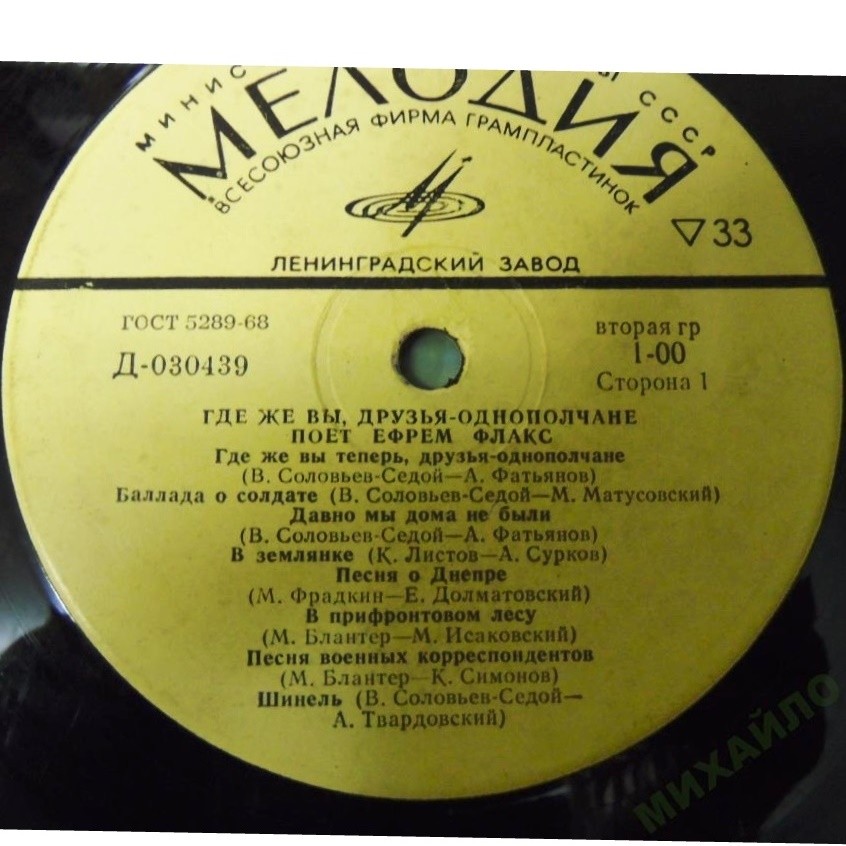 СССР
МЕЛОДИЯ
ВСЕСОЮЗНАЯ ФИРМА ГРАМПЛАСТИНОК
33
ЛЕНИНГРАДСКИЙ ЗАВОД
ГОСТ 5289-68
вторая гр
Д-030439
1-00
Сторона 1
ГДЕ ЖЕ ВЫ, ДРУЗЬЯ-ОДНОПОЛЧАНЕ
ПОЕТ ЕФРЕМ ФЛАКС
Где же вы теперь, друзья-однополчане
(В. Соловьев-Седой—А. Фатьянов)
Баллада о солдате (В. Соловьев-Седой—М. Матусовский)
Давно мы дома не были
(В. Соловьев-Седой—А. Фатьянов)
В землянке (К. Листов—А. Сурков)
Песня о Днепре
(М. Фрадкин—Е. Долматовский)
В прифронтовом лесу
(М. Блантер—М. Исаковский)
Песня военных корреспондентов
(М. Блантер—К. Симонов)
Шинель (В. Соловьев-Седой—
А. Твардовский)
МИХАЙЛО